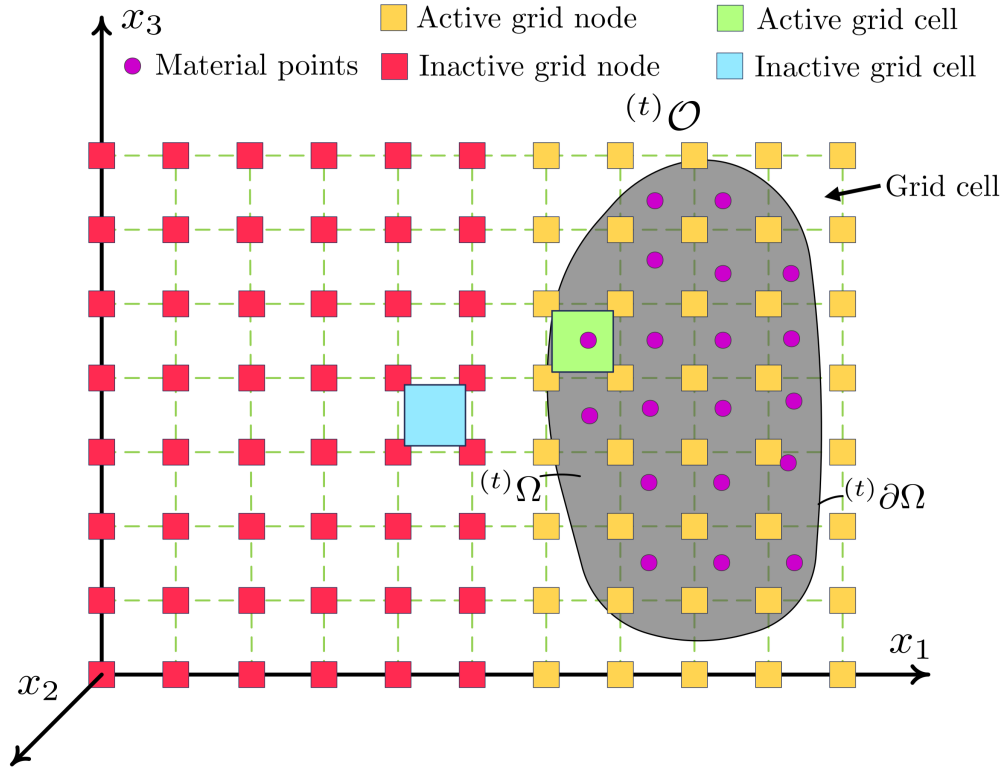 x₃
Active grid node
Active grid cell
Material points
Inactive grid node
Inactive grid cell
⁽ᵗ⁾𝒪
Grid cell
⁽ᵗ⁾Ω
⁽ᵗ⁾∂Ω
x₁
x₂